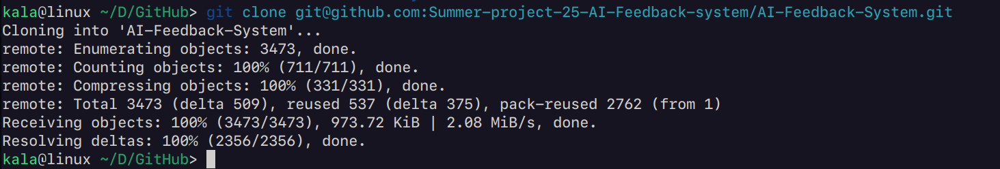 kala@linux ~/D/GitHub> git clone git@github.com:Summer-project-25-AI-Feedback-system/AI-Feedback-System.git
Cloning into 'AI-Feedback-System'...
remote: Enumerating objects: 3473, done.
remote: Counting objects: 100% (711/711), done.
remote: Compressing objects: 100% (331/331), done.
remote: Total 3473 (delta 509), reused 537 (delta 375), pack-reused 2762 (from 1)
Receiving objects: 100% (3473/3473), 973.72 KiB | 2.08 MiB/s, done.
Resolving deltas: 100% (2356/2356), done.
kala@linux ~/D/GitHub>